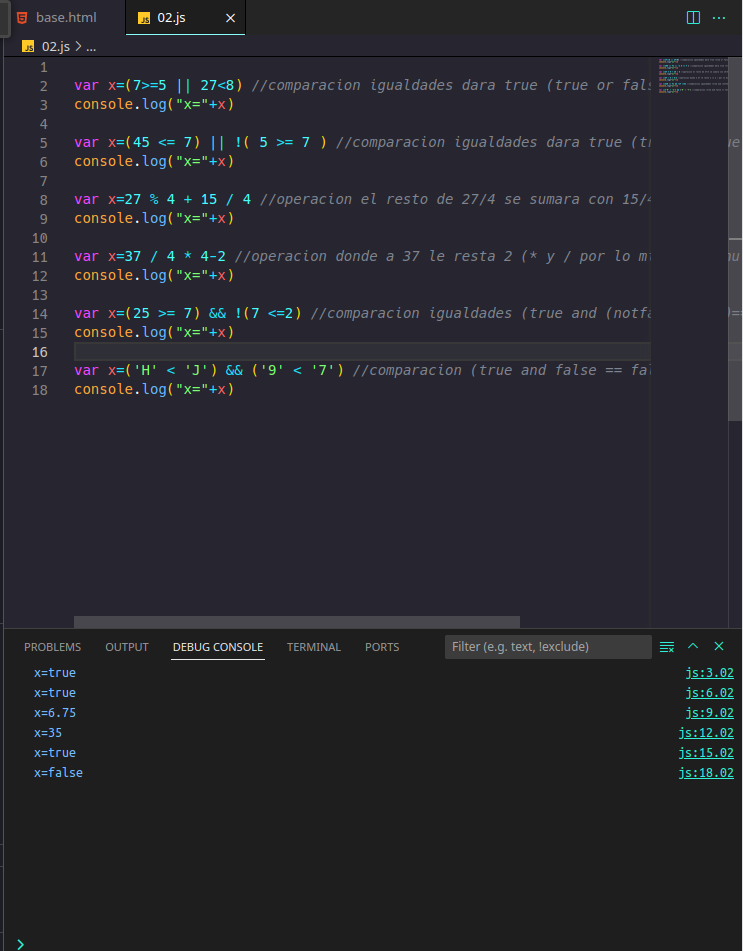 base.html
JS 02.js
JS 02.js > ...
1
2 var x=(7>=5 || 27<8) //comparacion igualdades dara true (true or fals
3 console.log("x="+x)
4
5 var x=(45 <= 7) || !( 5 >= 7 ) //comparacion igualdades dara true
6 console.log("x="+x)
7
8 var x=27 % 4 + 15 / 4 //operacion el resto de 27/4 se sumara con 15/4
9 console.log("x="+x)
10
11 var x=37 / 4 * 4-2 //operacion donde a 37 le resta 2 (* y / por lo
12 console.log("x="+x)
13
14 var x=(25 >= 7) && !(7 <=2) //comparacion igualdades (true and (notfa
15 console.log("x="+x)
16
17 var x=('H' < 'J') && ('9' < '7') //comparacion (true and false == fal
18 console.log("x="+x)
PROBLEMS OUTPUT DEBUG CONSOLE TERMINAL PORTS Filter (e.g. text, !exclude)
x=true js:3.02
x=true js:6.02
x=6.75 js:9.02
x=35 js:12.02
x=true js:15.02
x=false js:18.02
>